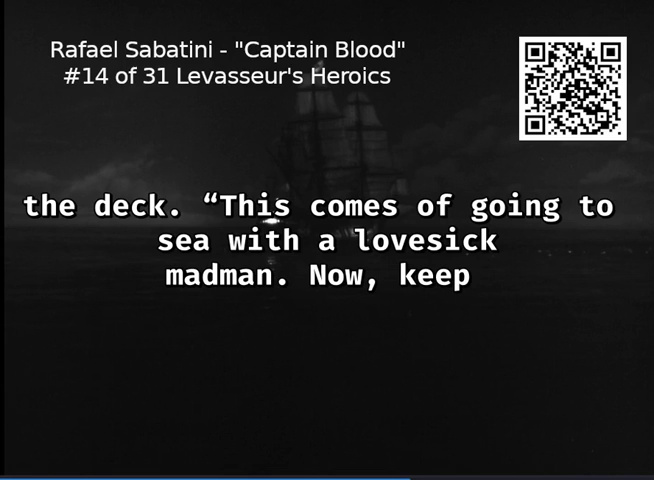 Rafael Sabatini - "Captain Blood"
#14 of 31 Levasseur's Heroics
the deck. “This comes of going to
sea with a lovesick
madman. Now, keep